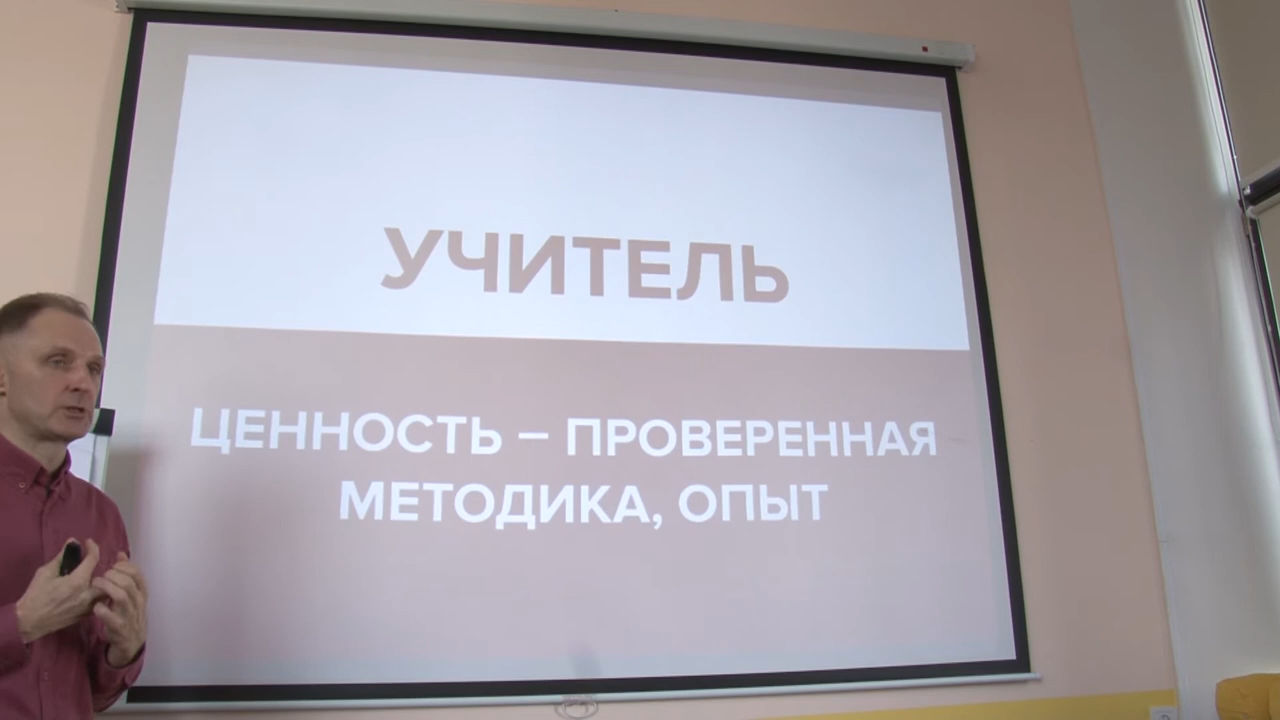 УЧИТЕЛЬ
ЦЕННОСТЬ – ПРОВЕРЕННАЯ
МЕТОДИКА, ОПЫТ